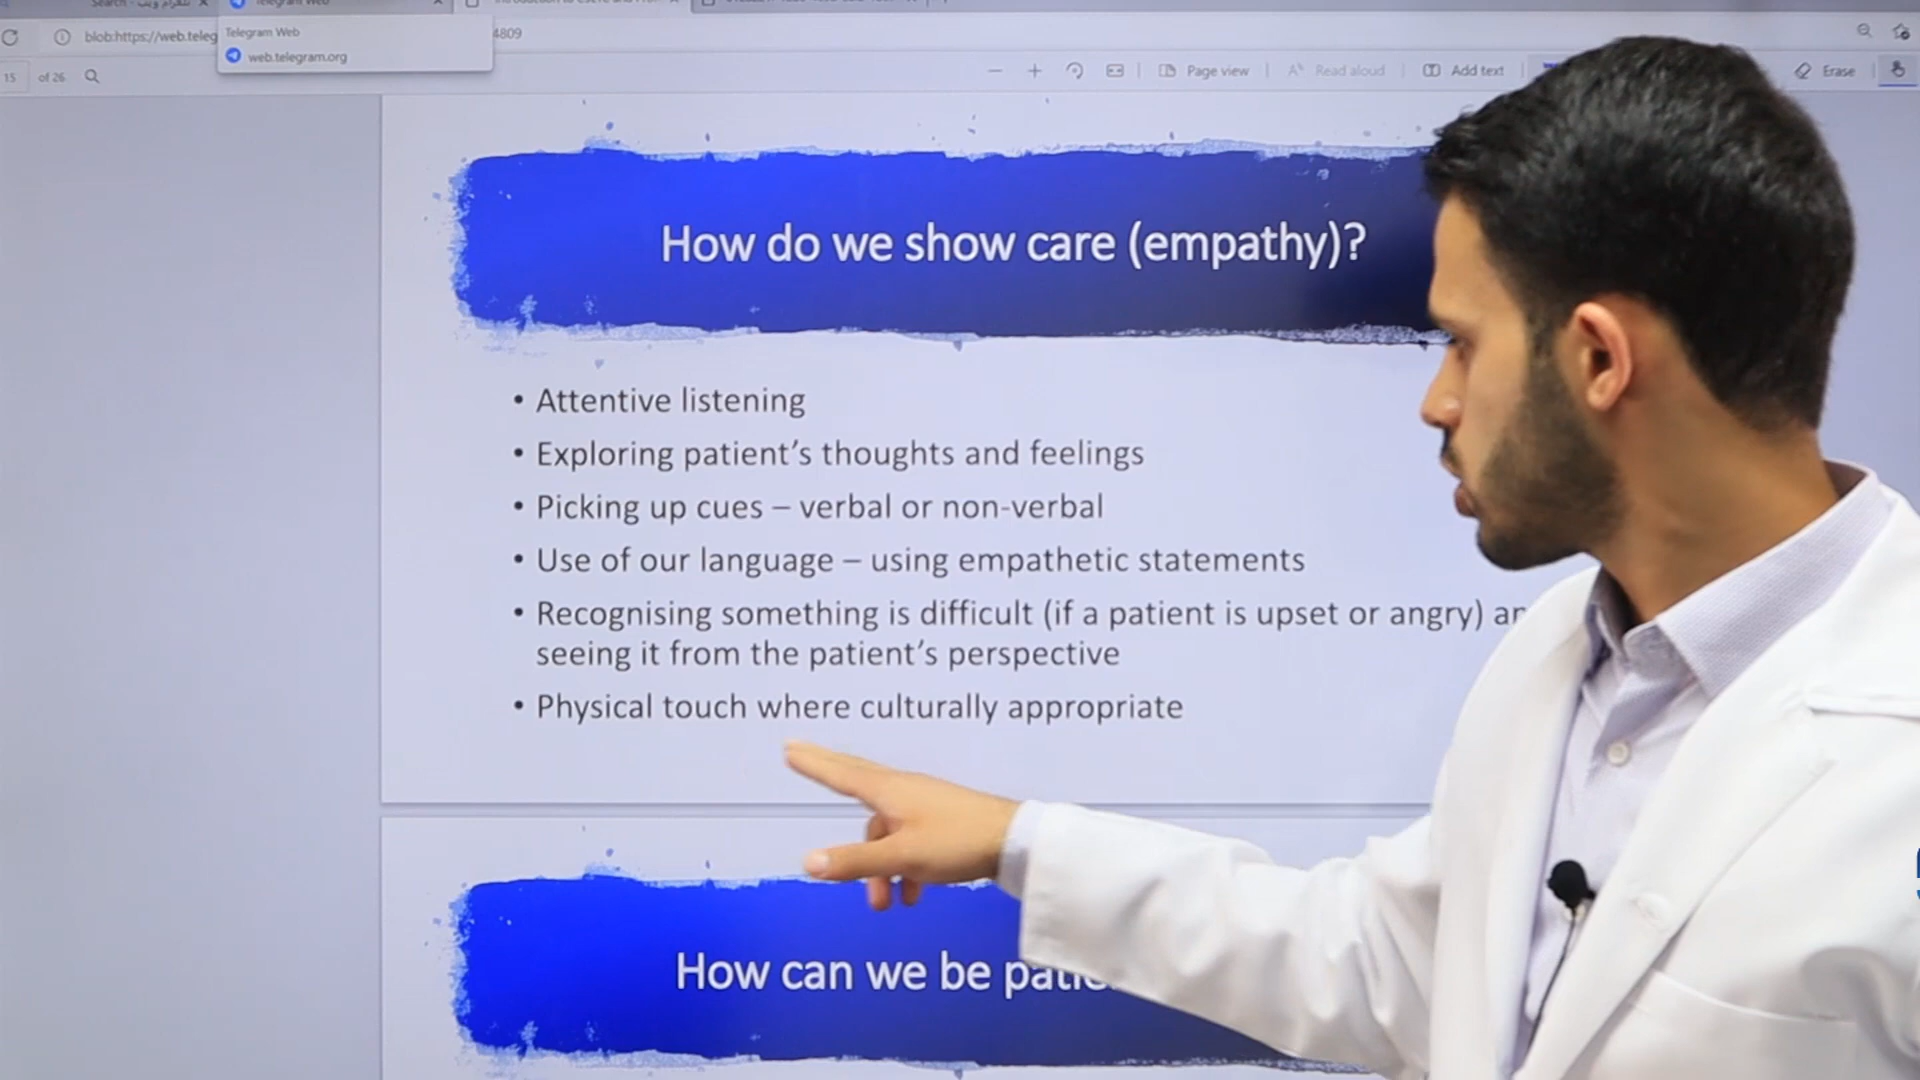 Telegram Web
blob:https://web.teleg
Telegram Web
4809
web.telegram.org
15 of 26
Page view
Read aloud
Add text
Erase
How do we show care (empathy)?
• Attentive listening
• Exploring patient's thoughts and feelings
• Picking up cues – verbal or non-verbal
• Use of our language – using empathetic statements
• Recognising something is difficult (if a patient is upset or angry)
seeing it from the patient's perspective
• Physical touch where culturally appropriate
How can we be